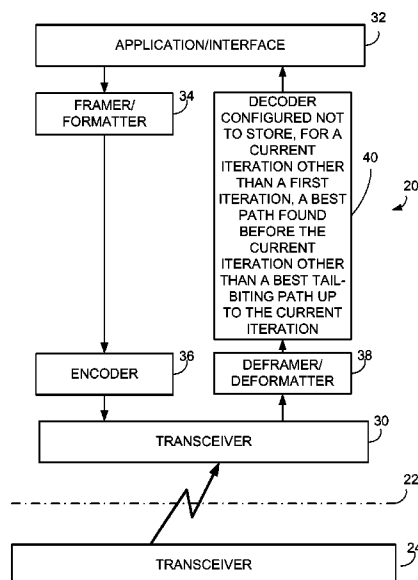 32
APPLICATION/INTERFACE
FRAMER/
FORMATTER
34
DECODER
CONFIGURED NOT
TO STORE, FOR A
CURRENT
ITERATION OTHER
THAN A FIRST
ITERATION, A BEST
PATH FOUND
BEFORE THE
CURRENT
ITERATION OTHER
THAN A BEST TAIL-
BITING PATH UP
TO THE CURRENT
ITERATION
40
20
ENCODER
36
DEFRAMER/
DEFORMATTER
38
TRANSCEIVER
30
22
TRANSCEIVER
24